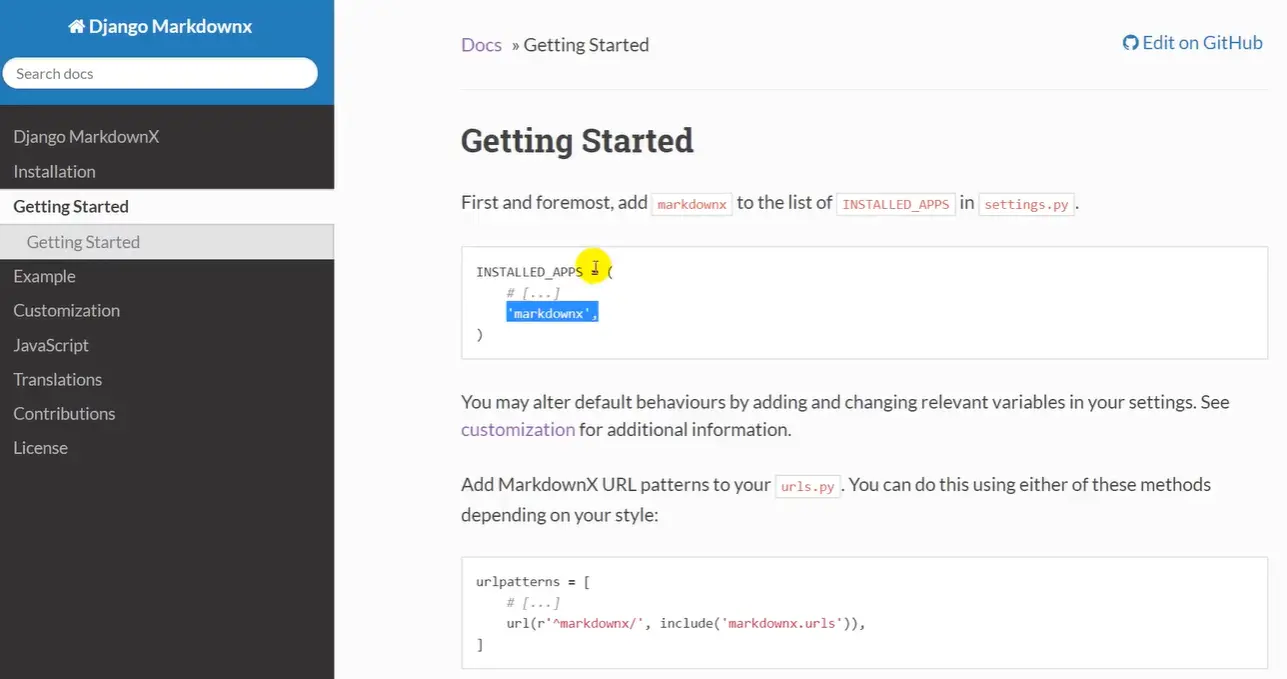 Django Markdownx
Search docs
Django MarkdownX
Installation
Getting Started
Getting Started
Example
Customization
JavaScript
Translations
Contributions
License
Docs » Getting Started
Edit on GitHub
Getting Started
First and foremost, add markdownx to the list of INSTALLED_APPS in settings.py.
INSTALLED_APPS = (
# [...]
'markdownx',
)
You may alter default behaviours by adding and changing relevant variables in your settings. See
customization for additional information.
Add MarkdownX URL patterns to your urls.py. You can do this using either of these methods
depending on your style:
urlpatterns = [
# [...]
url(r'^markdownx/', include('markdownx.urls')),
]